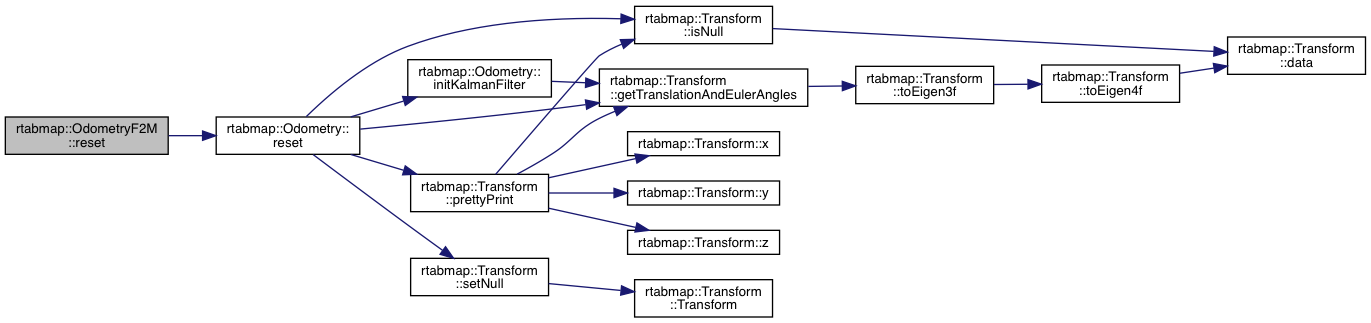 rtabmap::OdometryF2M
::reset
rtabmap::Odometry::
reset
rtabmap::Transform
::isNull
rtabmap::Odometry::
initKalmanFilter
rtabmap::Transform
::getTranslationAndEulerAngles
rtabmap::Transform
::toEigen3f
rtabmap::Transform
::toEigen4f
rtabmap::Transform
::data
rtabmap::Transform
::prettyPrint
rtabmap::Transform::x
rtabmap::Transform::y
rtabmap::Transform::z
rtabmap::Transform
::setNull
rtabmap::Transform
::Transform